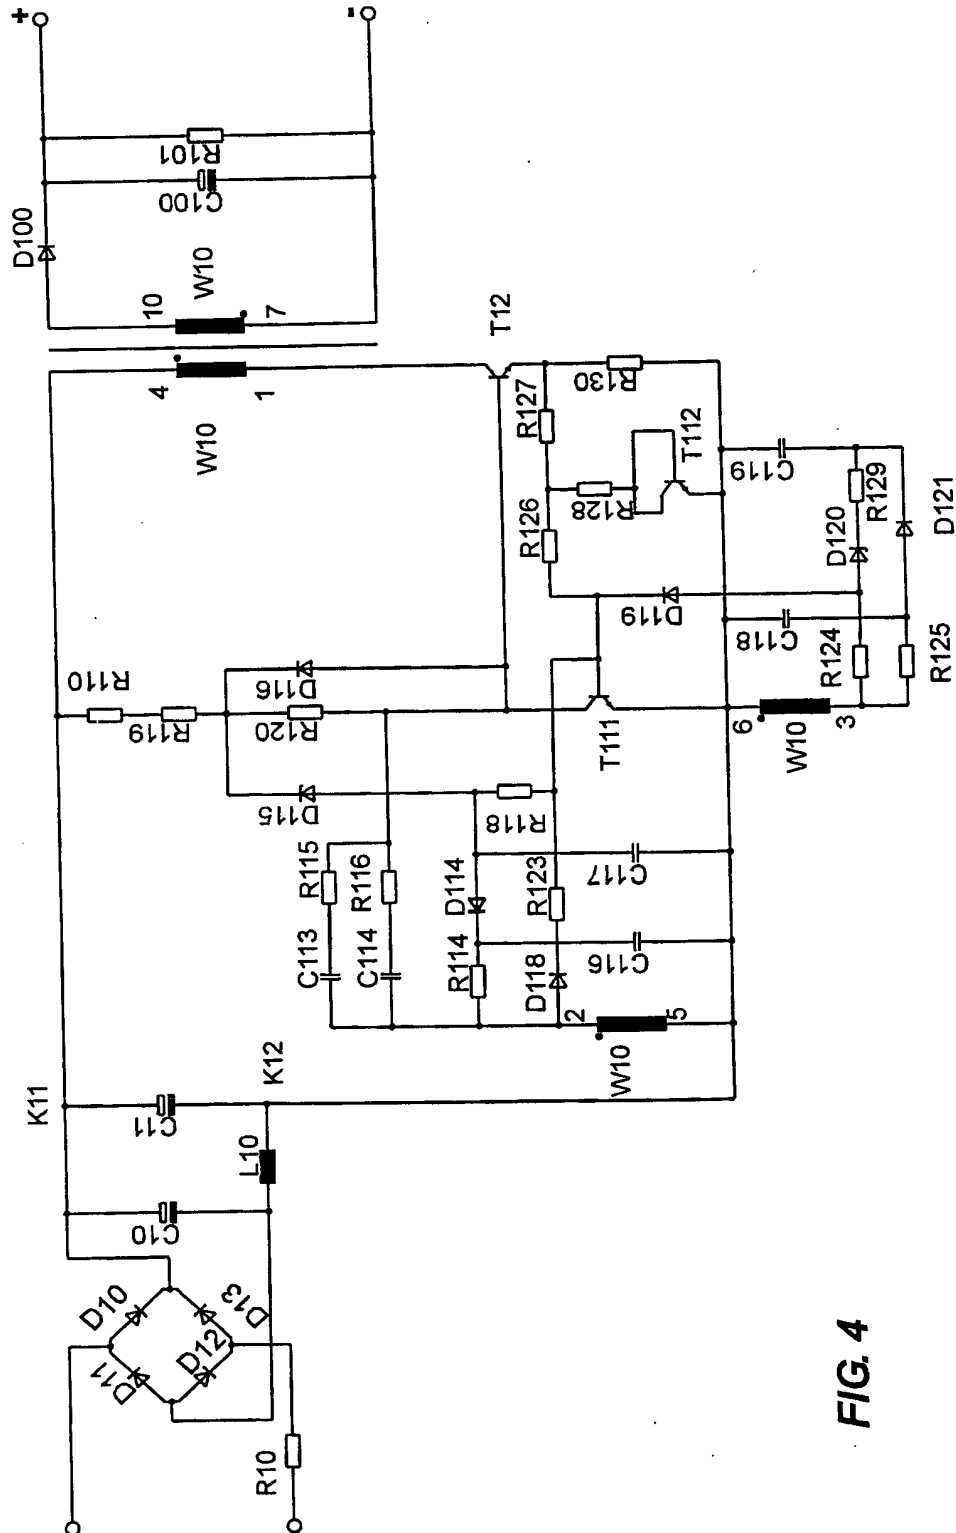 +
-
R101
C100
D100
W10
10
7
4
1
W10
T12
R130
R127
R128
T112
R126
C119
R129
D120
D121
D119
C118
R124
R125
R110
R119
D116
R120
T111
6
3
W10
D115
R118
R115
R116
D114
R123
C117
C113
C114
R114
D118
C116
2
5
W10
K11
K12
C11
L10
C10
D10
D13
D11
D12
R10
FIG. 4